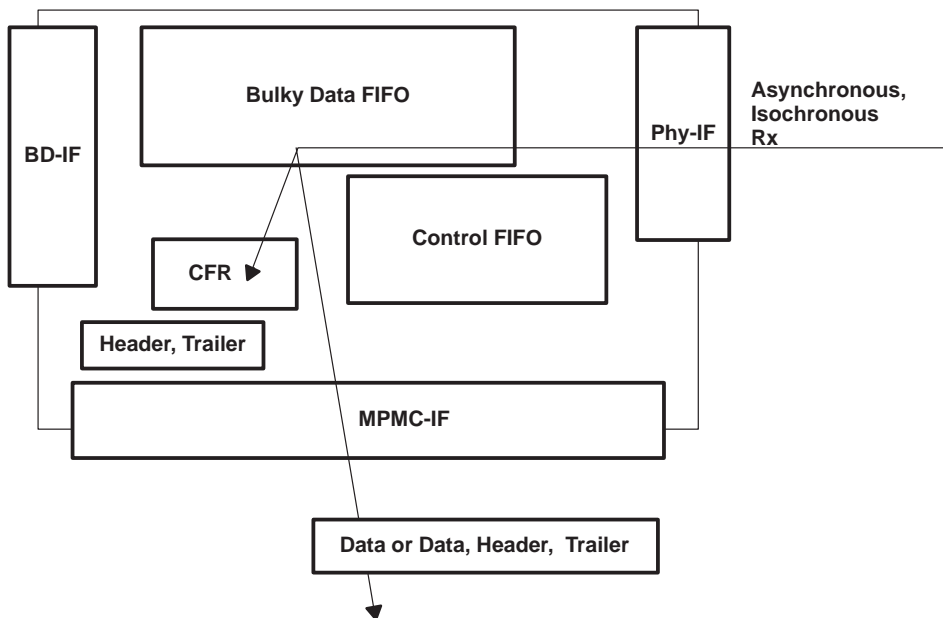 Bulky Data FIFO
Asynchronous,
Isochronous
Rx
Phy-IF
BD-IF
Control FIFO
CFR
Header, Trailer
MPMC-IF
Data or Data, Header, Trailer